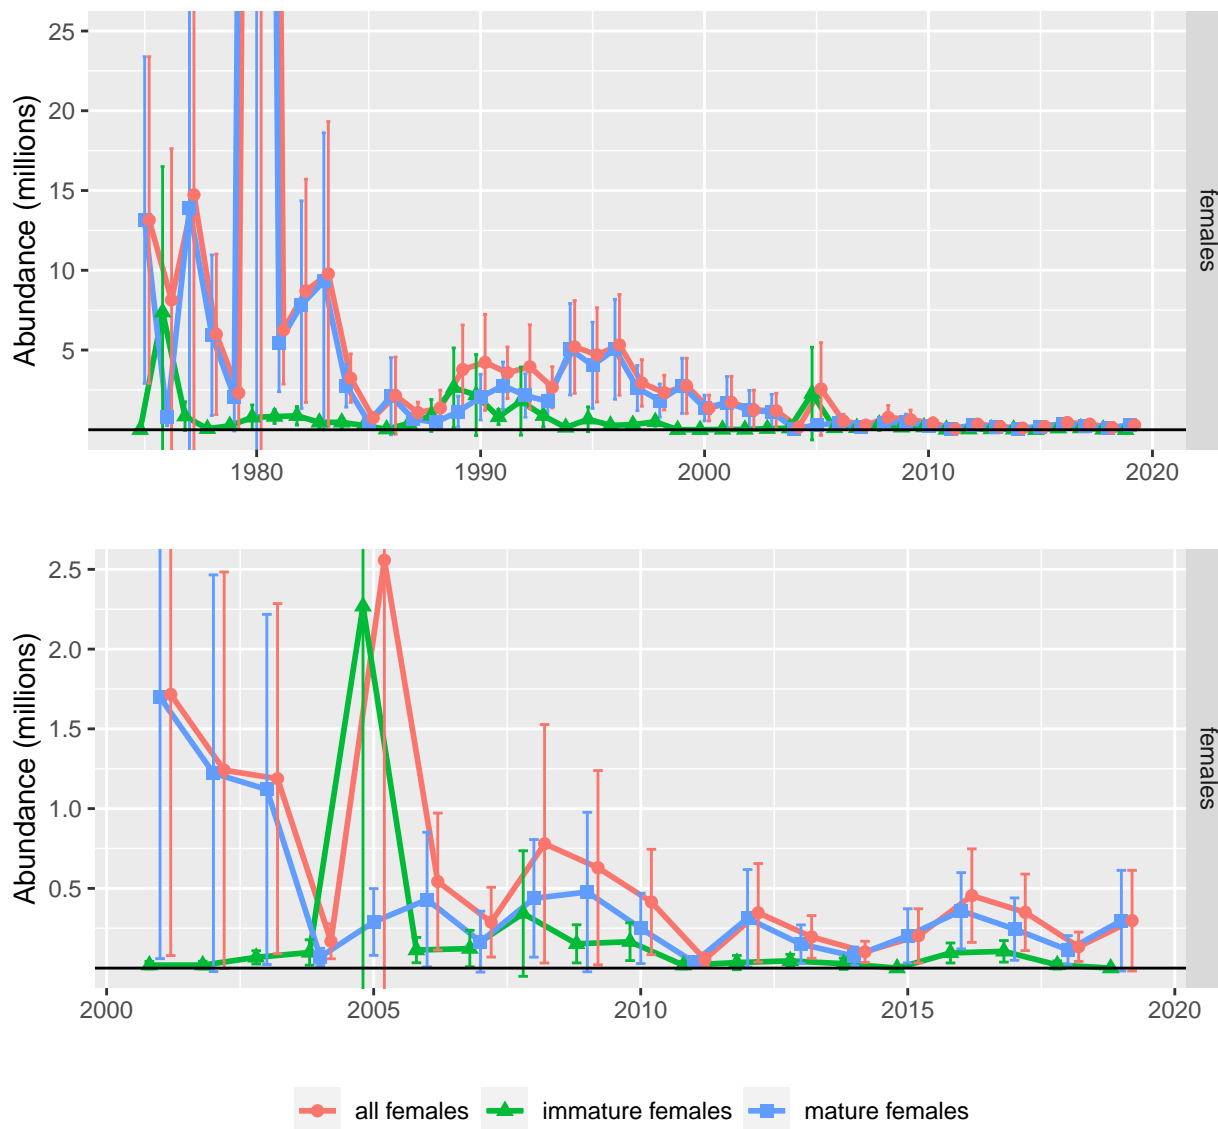 25
20
15
10
5
Abundance (millions)
females
1980 1990 2000 2010 2020
2.5
2.0
1.5
1.0
0.5
Abundance (millions)
females
2000 2005 2010 2015 2020
all females immature females mature females